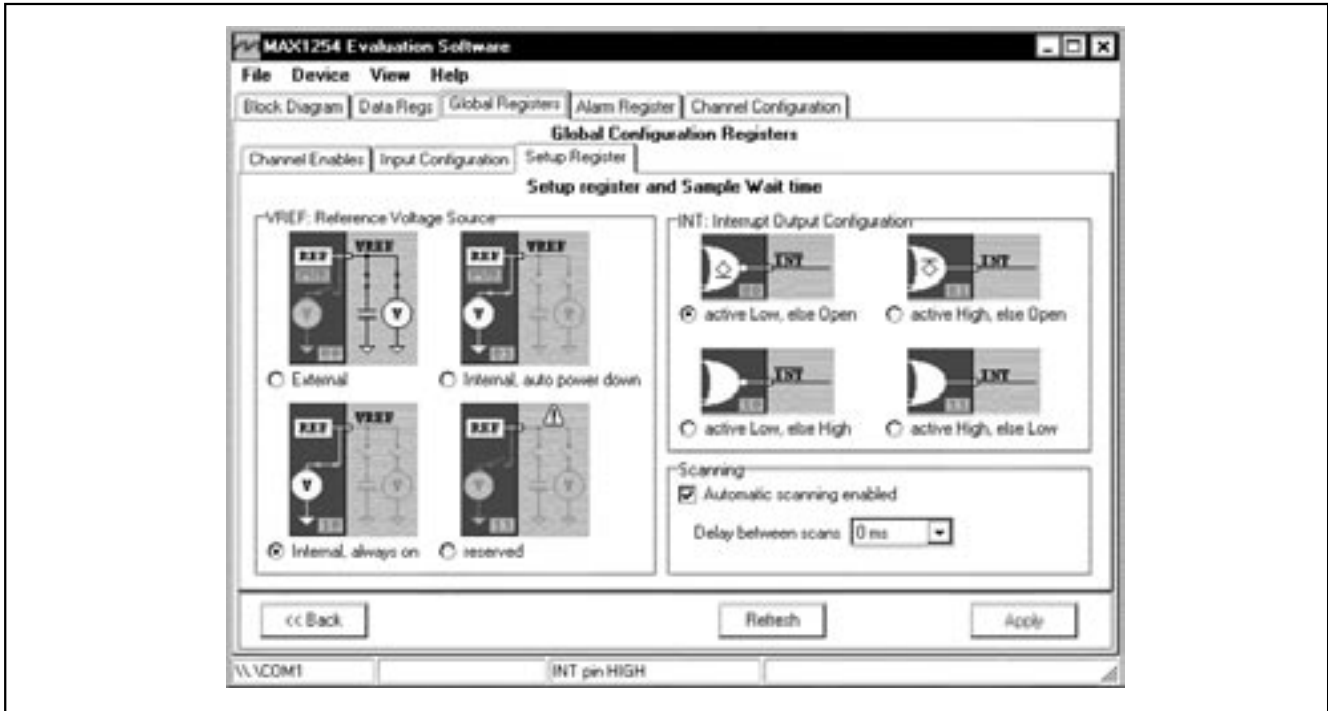 MAX1254 Evaluation Software
File Device View Help
Block Diagram Data Regs Global Registers Alarm Register Channel Configuration
Global Configuration Registers
Channel Enables Input Configuration Setup Register
Setup register and Sample Wait time
VREF: Reference Voltage Source
REF VREF
REF VREF
External
Internal, auto power down
REF VREF
REF
Internal, always on
reserved
INT: Interrupt Output Configuration
INT
INT
active Low, else Open
active High, else Open
INT
INT
active Low, else High
active High, else Low
Scanning
Automatic scanning enabled
Delay between scans 0 ms
<< Back
Refresh
Apply
\\.\COM1
INT pin HIGH